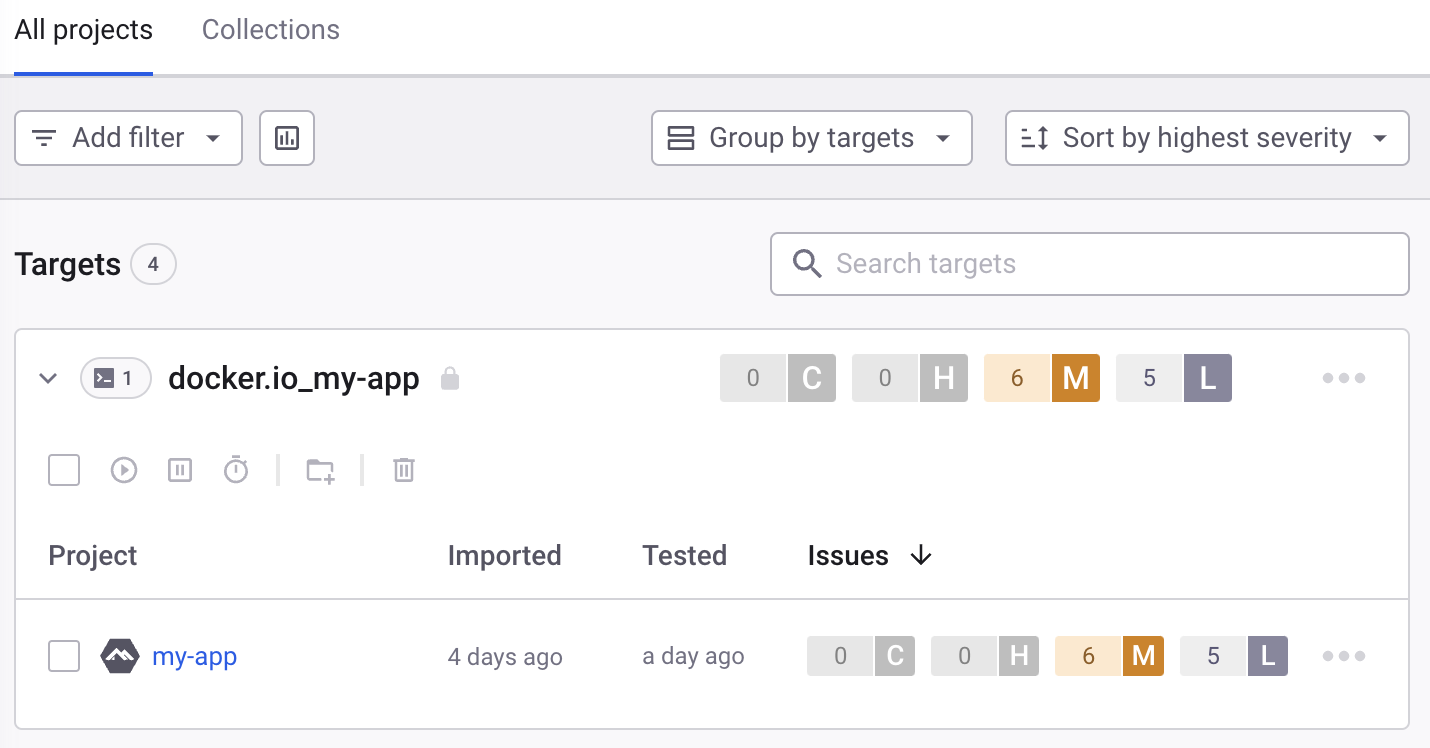 All projects Collections
Add filter Group by targets Sort by highest severity
Targets 4 Search targets
1 docker.io_my-app 0 C 0 H 6 M 5 L
Project Imported Tested Issues
my-app 4 days ago a day ago 0 C 0 H 6 M 5 L